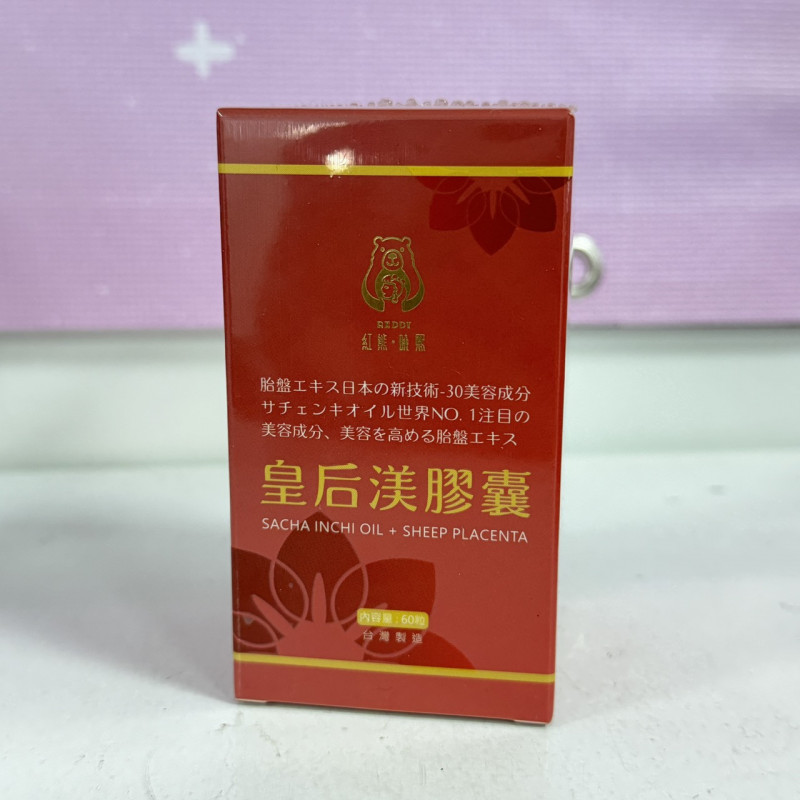 REDDY
紅熊‧暁熙
胎盤エキス日本の新技術-30美容成分
サチェンキオイル世界NO. 1注目の
美容成分、美容を高める胎盤エキス
皇后渼膠囊
SACHA INCHI OIL + SHEEP PLACENTA
內容量 : 60粒
台灣製造